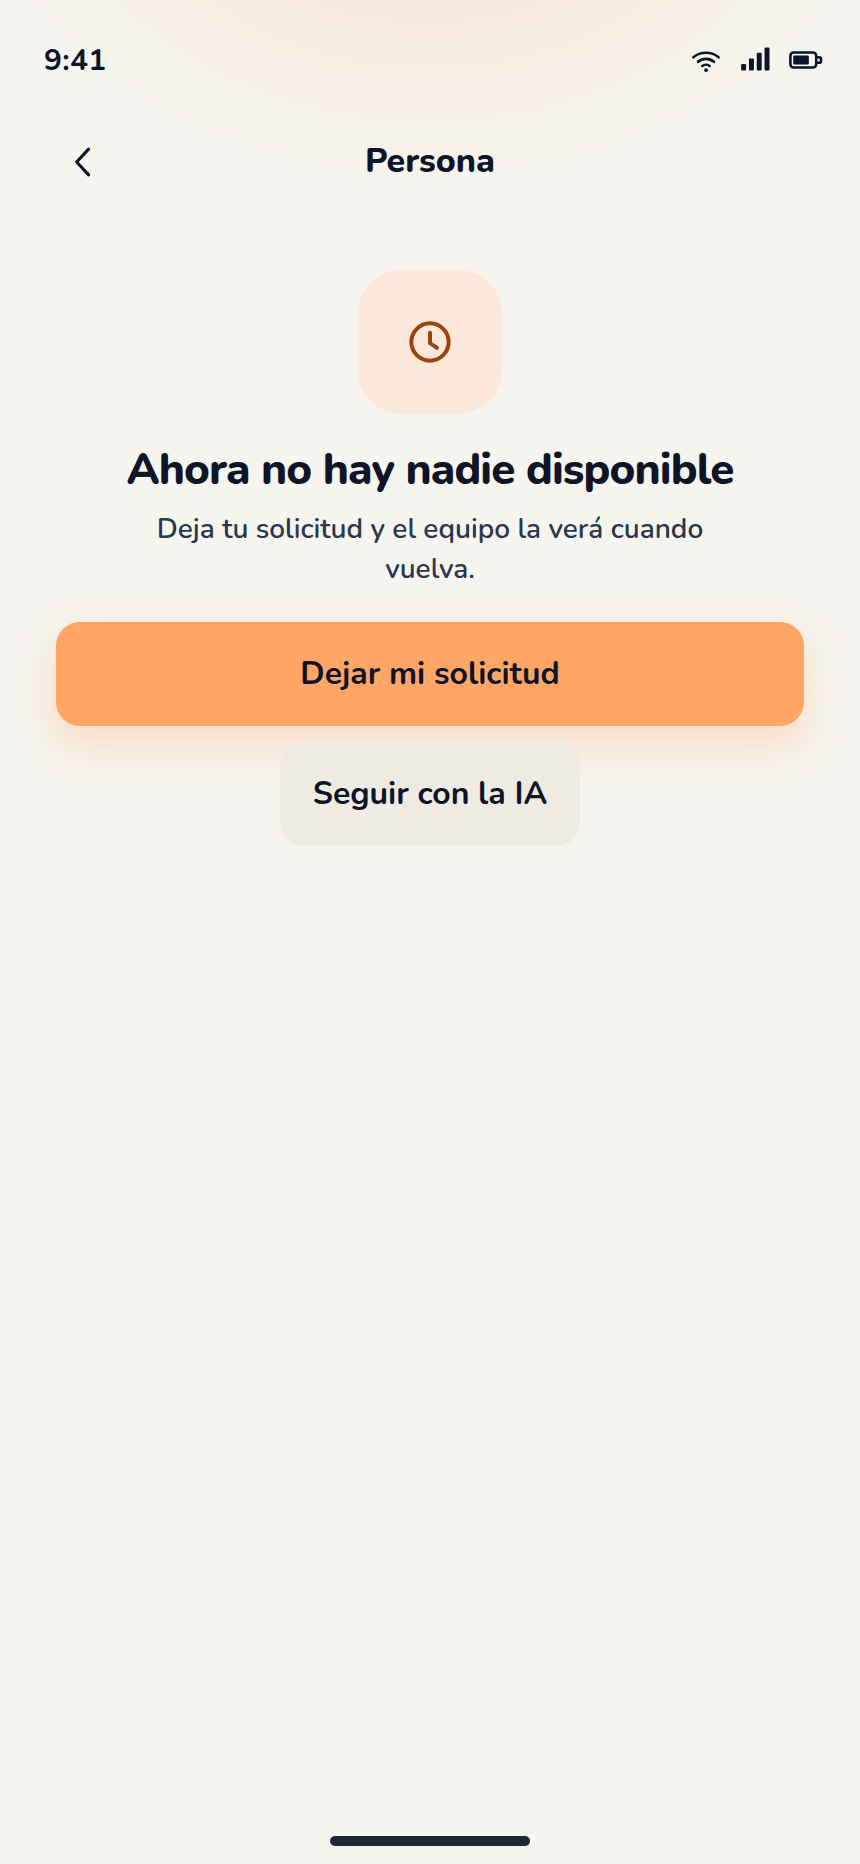 9:41
Persona
Ahora no hay nadie disponible
Deja tu solicitud y el equipo la verá cuando
vuelva.
Dejar mi solicitud
Seguir con la IA